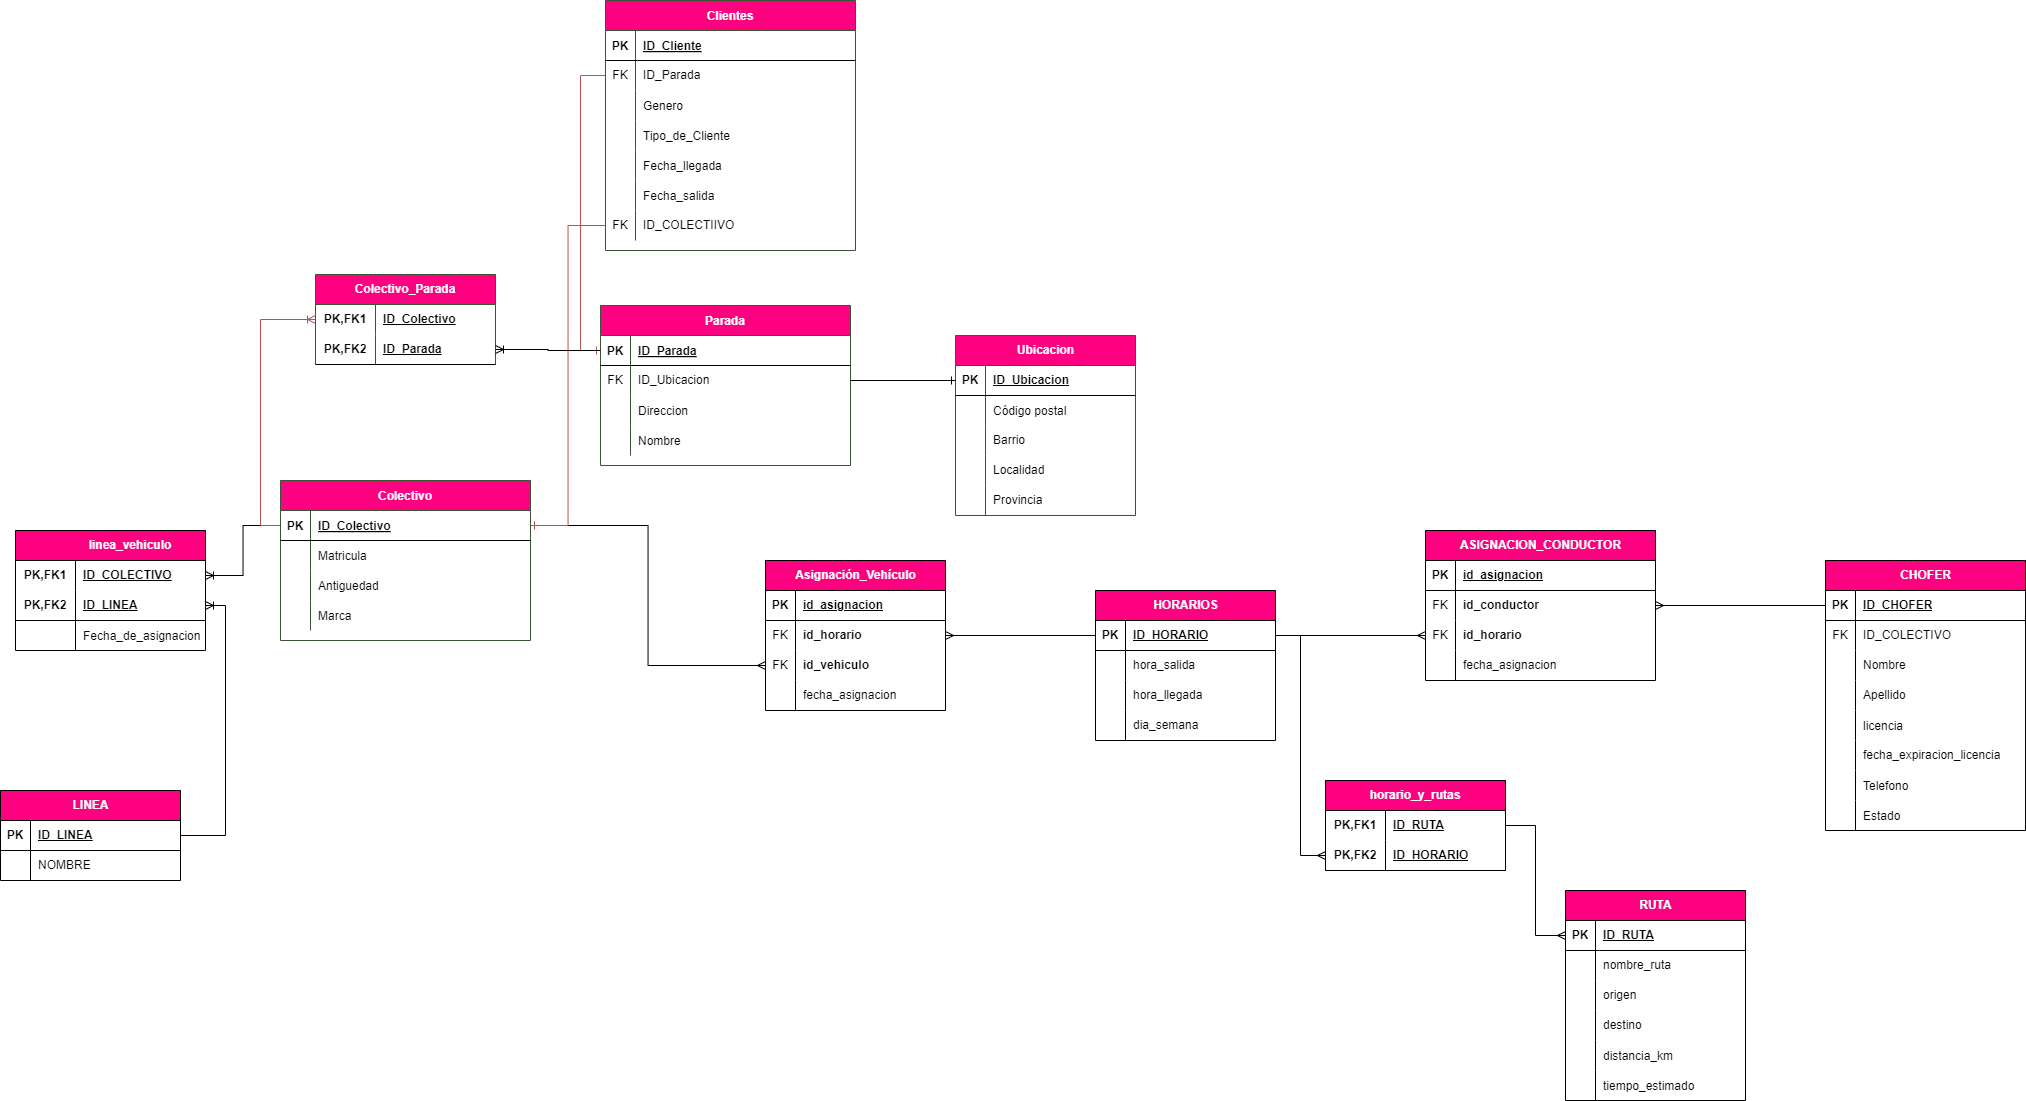 Clientes
PK ID_Cliente
FK ID_Parada
Genero
Tipo_de_Cliente
Fecha_llegada
Fecha_salida
FK ID_COLECTIIVO
Colectivo_Parada
PK,FK1 ID_Colectivo
PK,FK2 ID_Parada
Parada
PK ID_Parada
FK ID_Ubicacion
Direccion
Nombre
Ubicacion
PK ID_Ubicacion
Código postal
Barrio
Localidad
Provincia
Colectivo
PK ID_Colectivo
Matricula
Antiguedad
Marca
linea_vehiculo
PK,FK1 ID_COLECTIVO
PK,FK2 ID_LINEA
Fecha_de_asignacion
LINEA
PK ID_LINEA
NOMBRE
Asignación_Vehículo
PK id_asignacion
FK id_horario
FK id_vehiculo
fecha_asignacion
HORARIOS
PK ID_HORARIO
hora_salida
hora_llegada
dia_semana
ASIGNACION_CONDUCTOR
PK id_asignacion
FK id_conductor
FK id_horario
fecha_asignacion
CHOFER
PK ID_CHOFER
FK ID_COLECTIVO
Nombre
Apellido
licencia
fecha_expiracion_licencia
Telefono
Estado
horario_y_rutas
PK,FK1 ID_RUTA
PK,FK2 ID_HORARIO
RUTA
PK ID_RUTA
nombre_ruta
origen
destino
distancia_km
tiempo_estimado